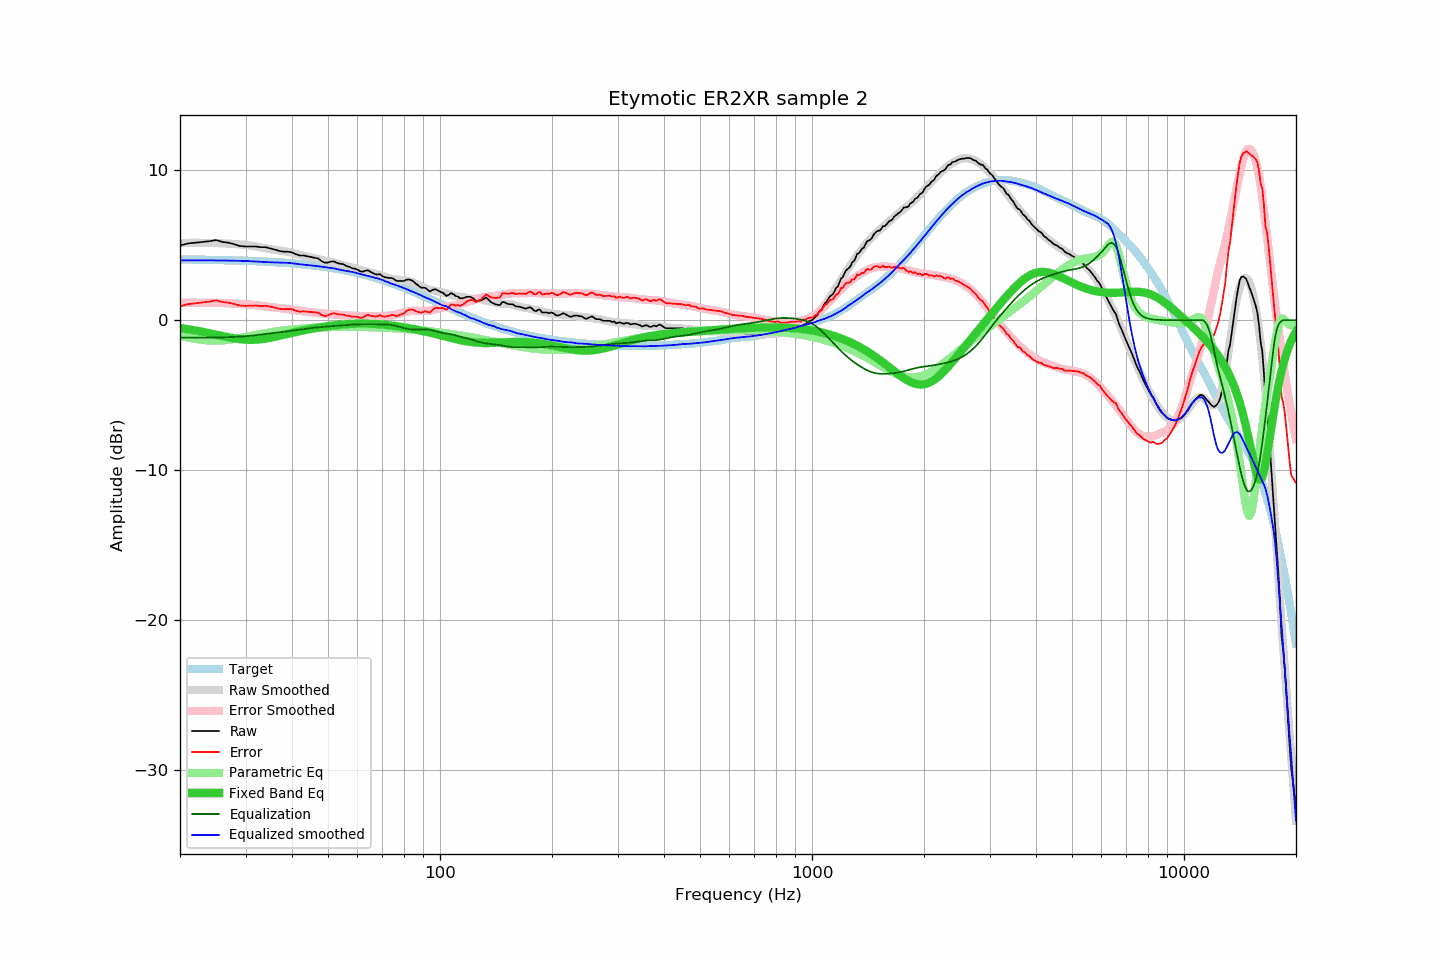 Etymotic ER2XR sample 2
10
0
−10
−20
−30
Amplitude (dBr)
Target
Raw Smoothed
Error Smoothed
Raw
Error
Parametric Eq
Fixed Band Eq
Equalization
Equalized smoothed
100
1000
10000
Frequency (Hz)